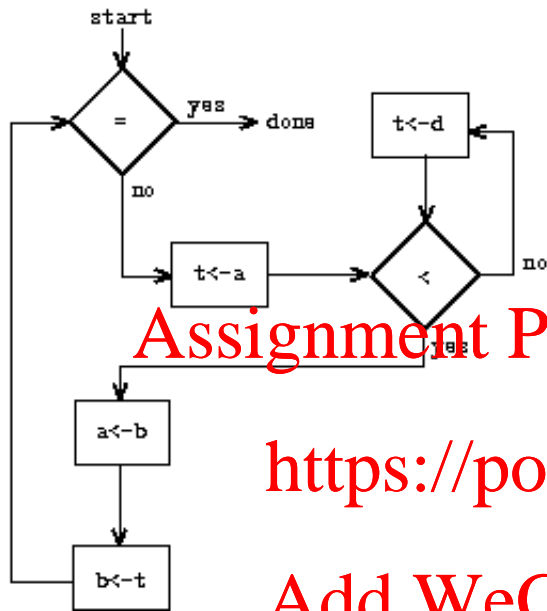 start
=
yes
done
t<-d
no
t<-a
<
no
Assignment P
yes
a<-b
https://po
b<-t
Add WeC